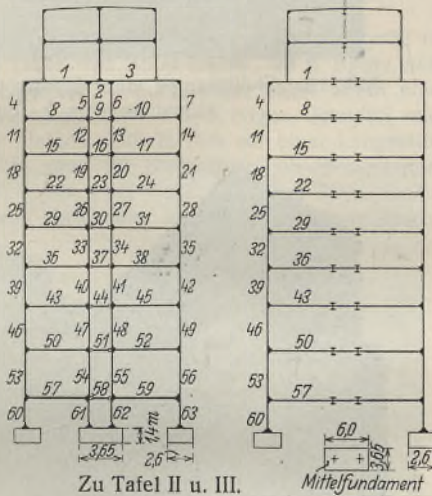 1 3 1
2
4 5 6 7 4
8 9 10 8
11 12 13 14 11
15 16 17 15
18 19 20 21 18
22 23 24 22
25 26 27 28 25
29 30 31 29
32 33 34 35 32
36 37 38 36
39 40 41 42 39
43 44 45 43
46 47 48 49 46
50 51 52 50
53 54 55 56 53
57 58 59 57
60 61 62 63 60
1,4m 6,0
3,65 2,6 3,65 2,6
Zu Tafel II u. III. Mittelfundament